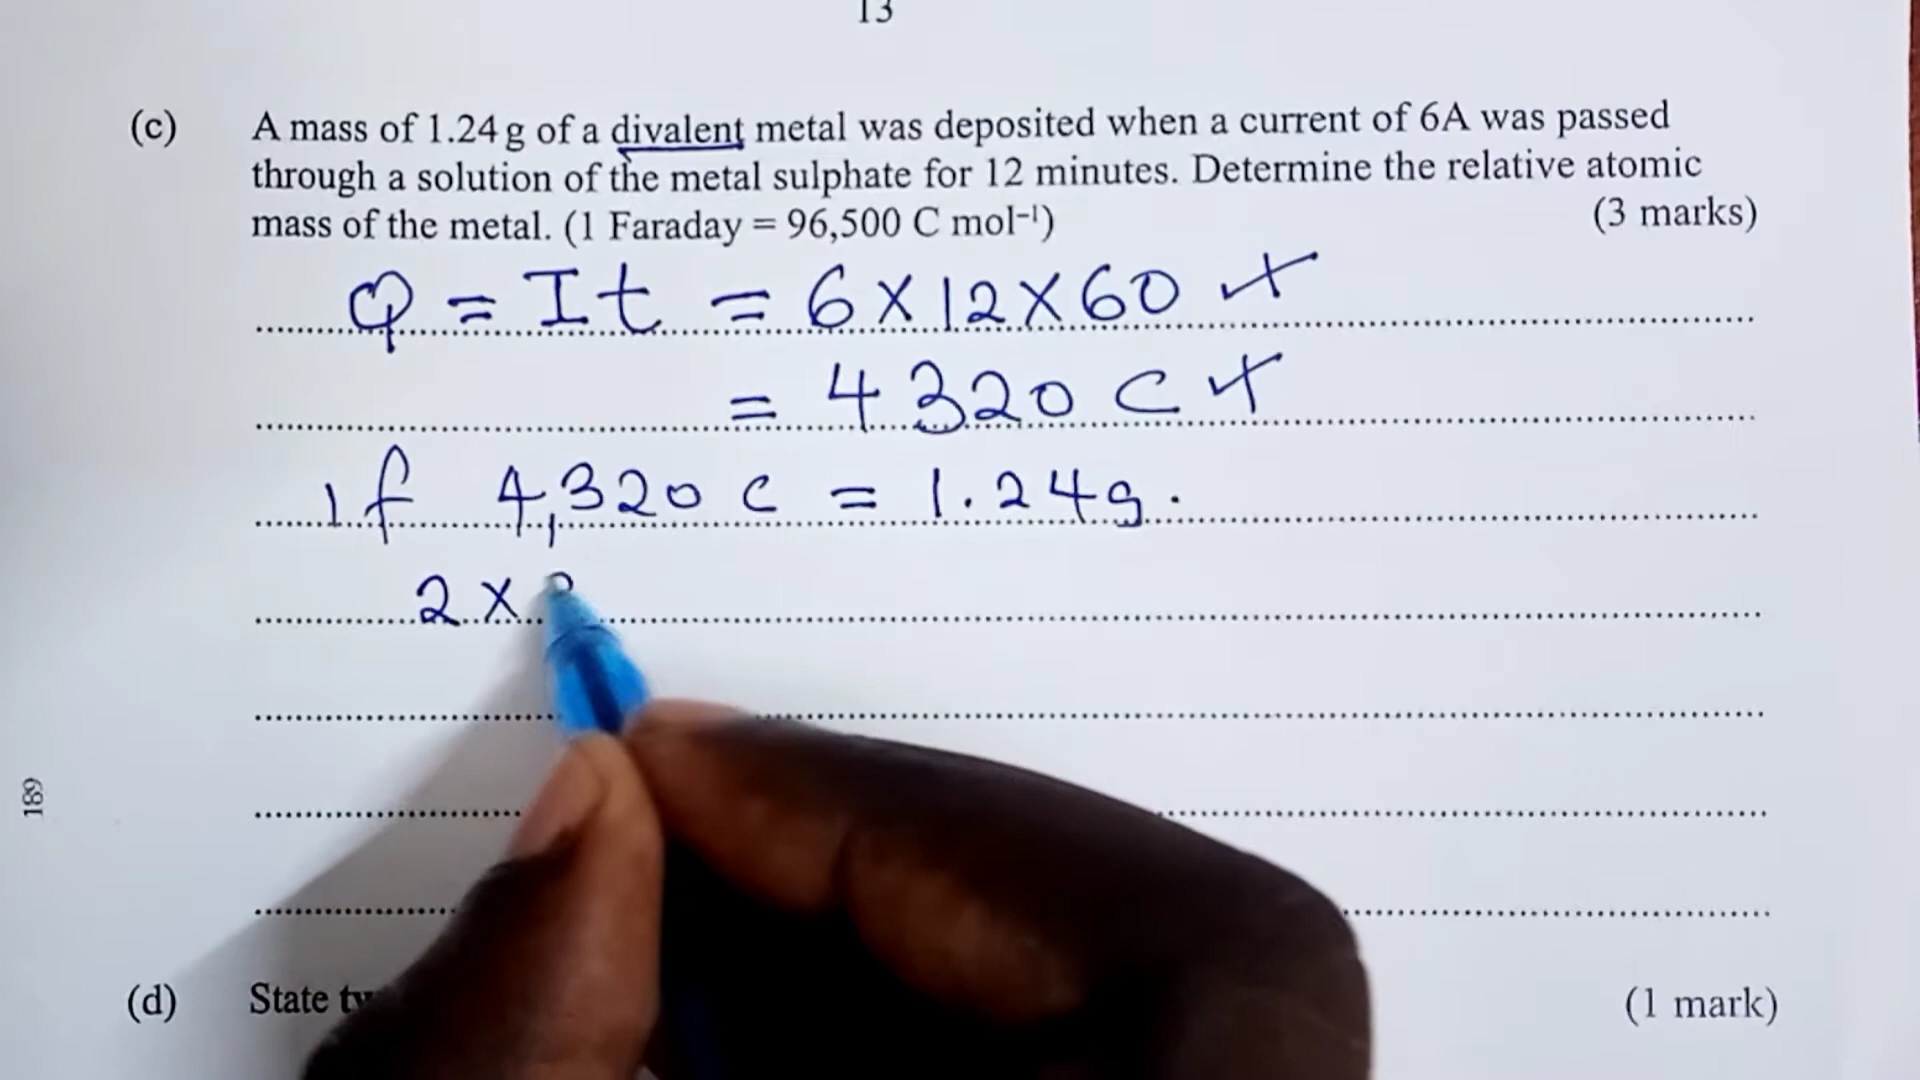 13
(c) A mass of 1.24 g of a divalent metal was deposited when a current of 6A was passed
through a solution of the metal sulphate for 12 minutes. Determine the relative atomic
mass of the metal. (1 Faraday = 96,500 C mol⁻¹) (3 marks)
Q = It = 6 X 12 X 60 ✓
= 4320 C ✓
If 4,320 C = 1.24g.
2 X
189
(d) State (1 mark)